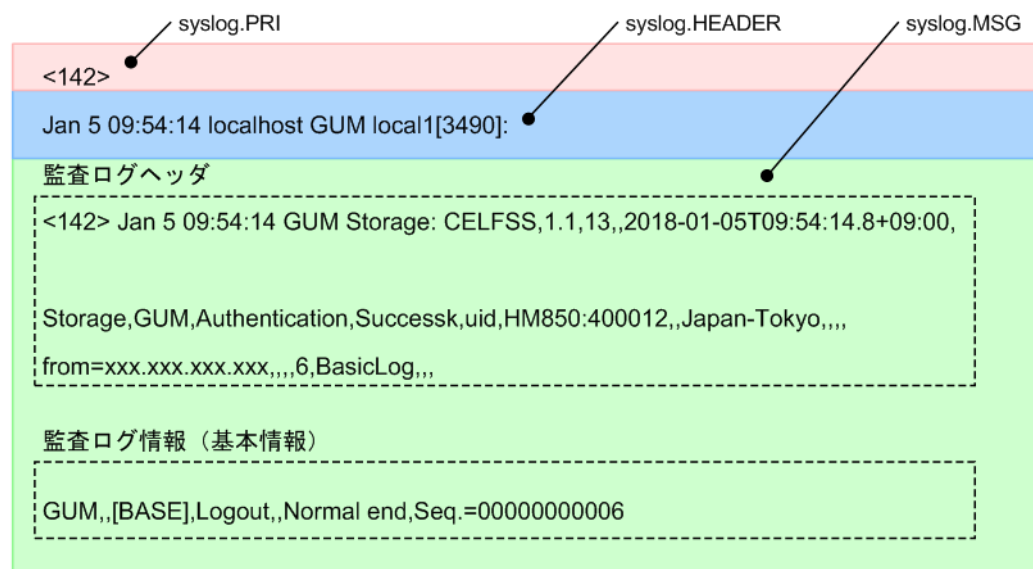 syslog.PRI
syslog.HEADER
syslog.MSG
<142>
Jan 5 09:54:14 localhost GUM local1[3490]:
監査ログヘッダ
<142> Jan 5 09:54:14 GUM Storage: CELFSS,1.1,13,,2018-01-05T09:54:14.8+09:00,
Storage,GUM,Authentication,Successk,uid,HM850:400012,,Japan-Tokyo,,,,
from=xxx.xxx.xxx.xxx,,,,6,BasicLog,,,
監査ログ情報（基本情報）
GUM,,[BASE],Logout,,Normal end,Seq.=00000000006